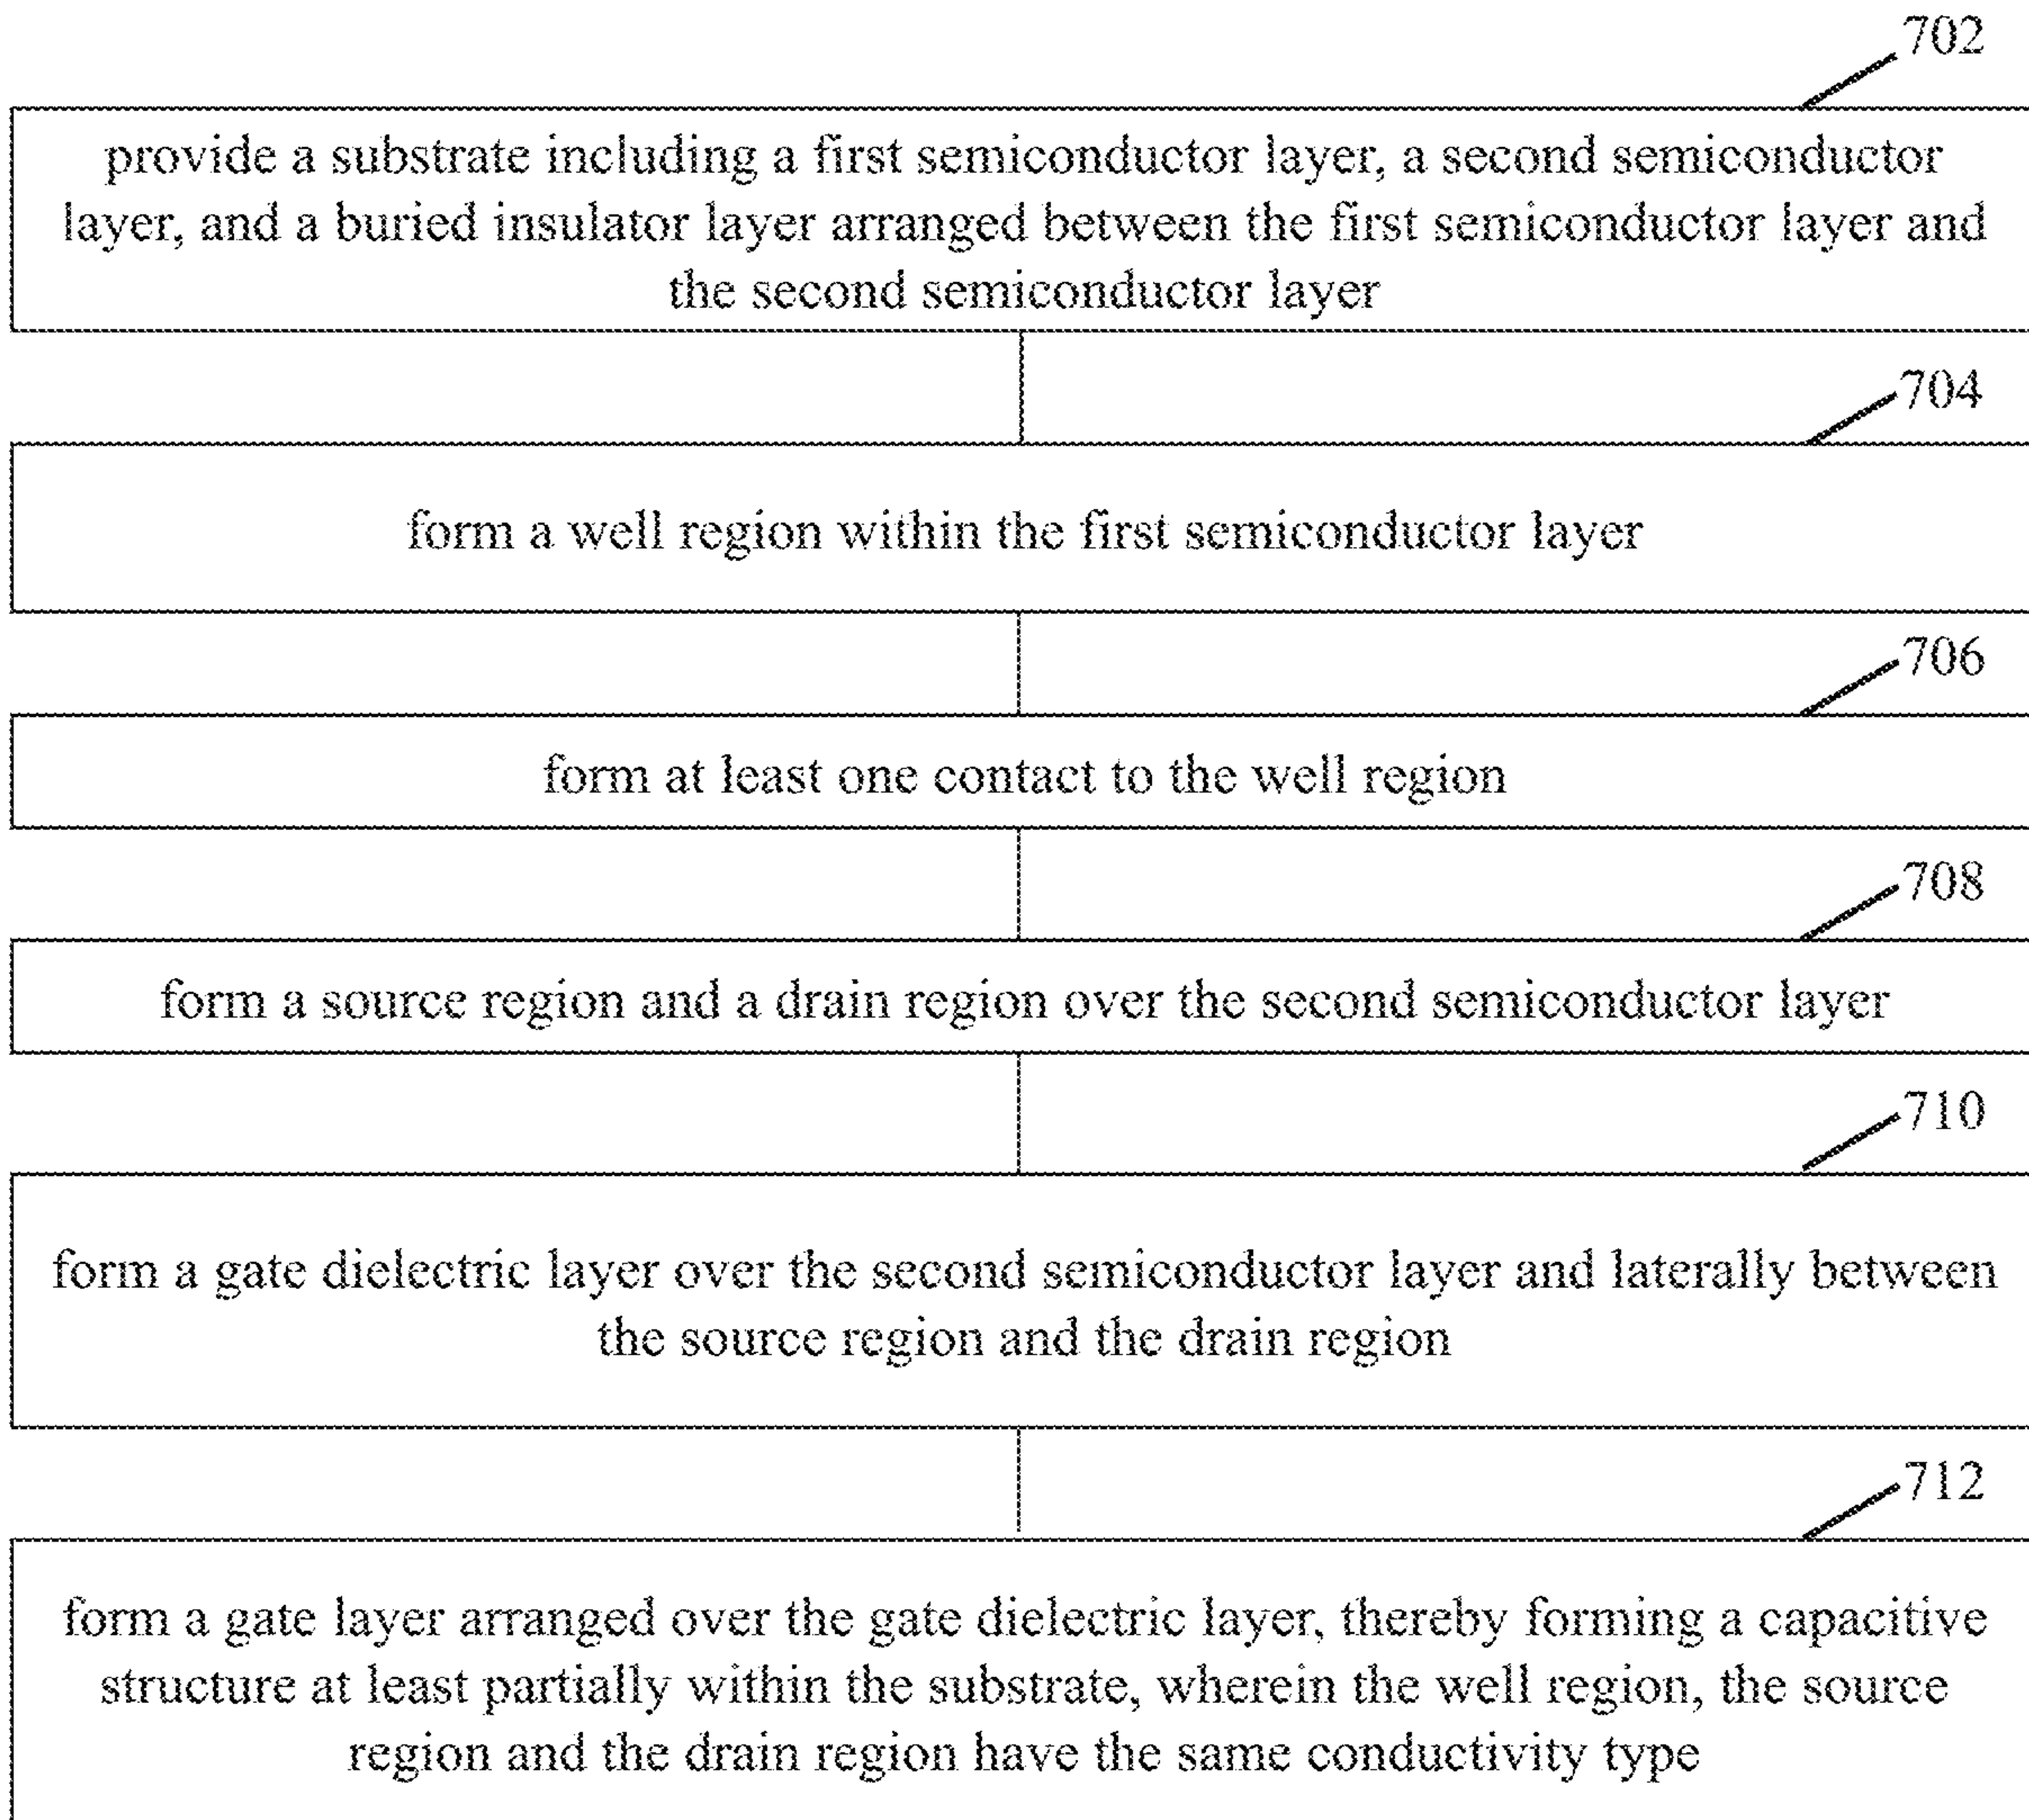 702
provide a substrate including a first semiconductor layer, a second semiconductor
layer, and a buried insulator layer arranged between the first semiconductor layer and
the second semiconductor layer
704
form a well region within the first semiconductor layer
706
form at least one contact to the well region
708
form a source region and a drain region over the second semiconductor layer
710
form a gate dielectric layer over the second semiconductor layer and laterally between
the source region and the drain region
712
form a gate layer arranged over the gate dielectric layer, thereby forming a capacitive
structure at least partially within the substrate, wherein the well region, the source
region and the drain region have the same conductivity type